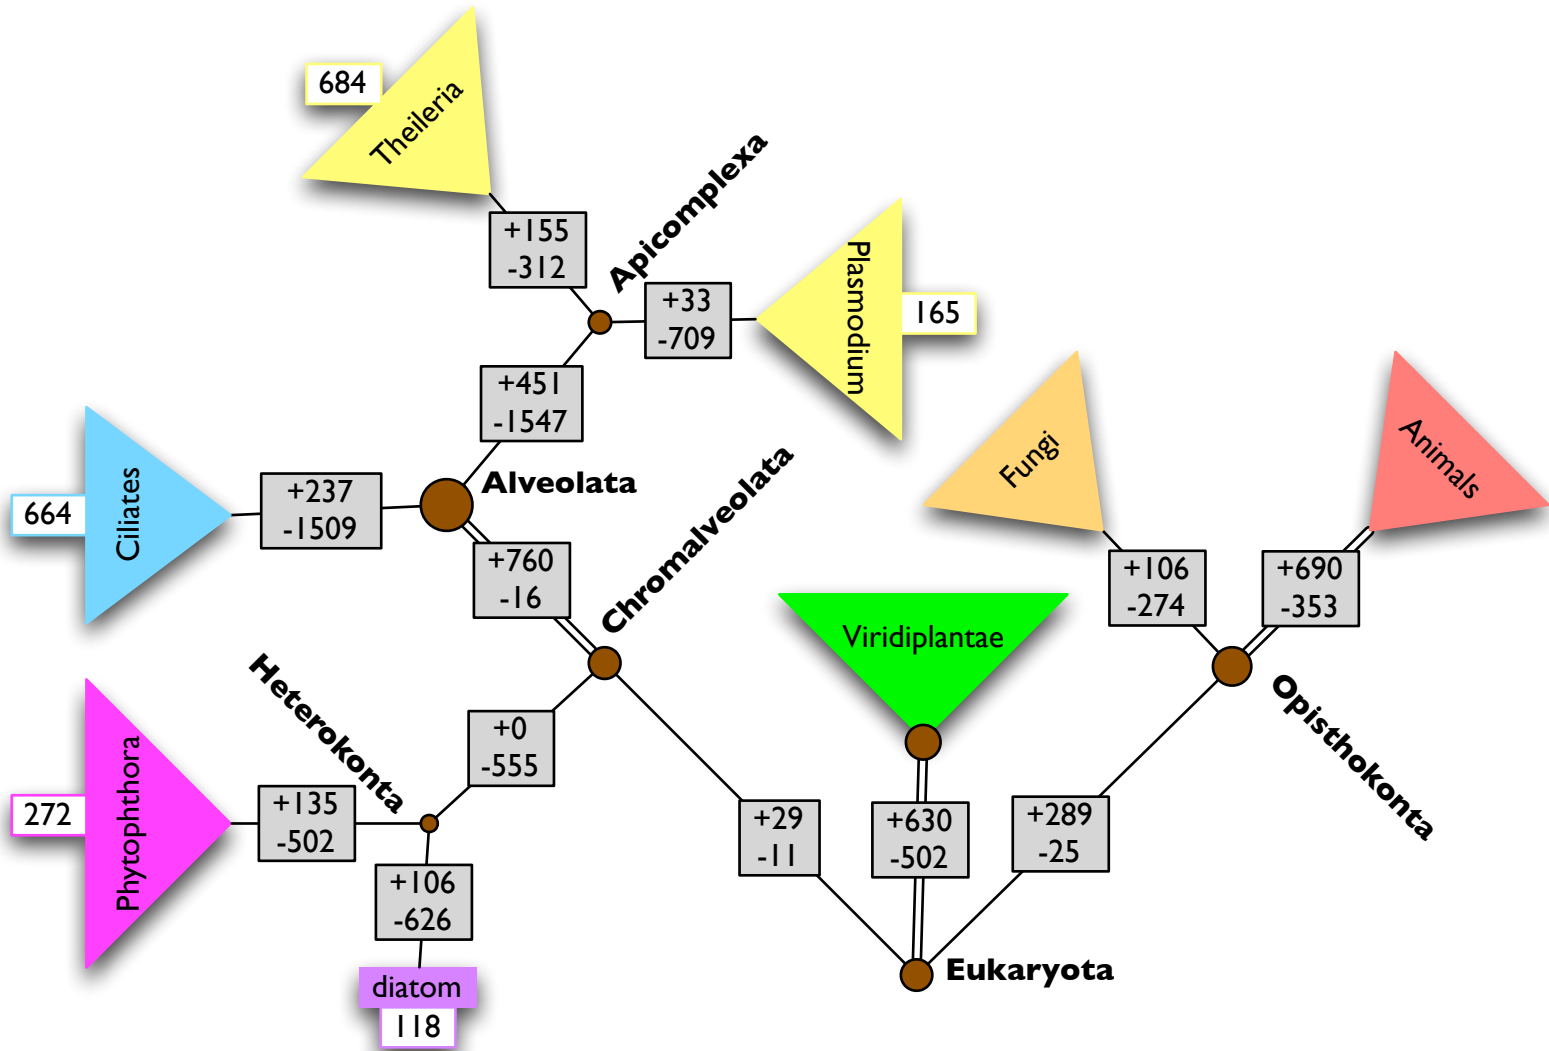 684
Theileria
Apicomplexa
+155
-312
Plasmodium
+33
-709
165
+451
-1547
Fungi
Animals
Ciliates
664
+237
-1509
Alveolata
Chromalveolata
+760
-16
+106
-274
+690
-353
Viridiplantae
Heterokonta
Opisthokonta
+0
-555
Phytophthora
272
+135
-502
+29
-11
+630
-502
+289
-25
+106
-626
Eukaryota
diatom
118